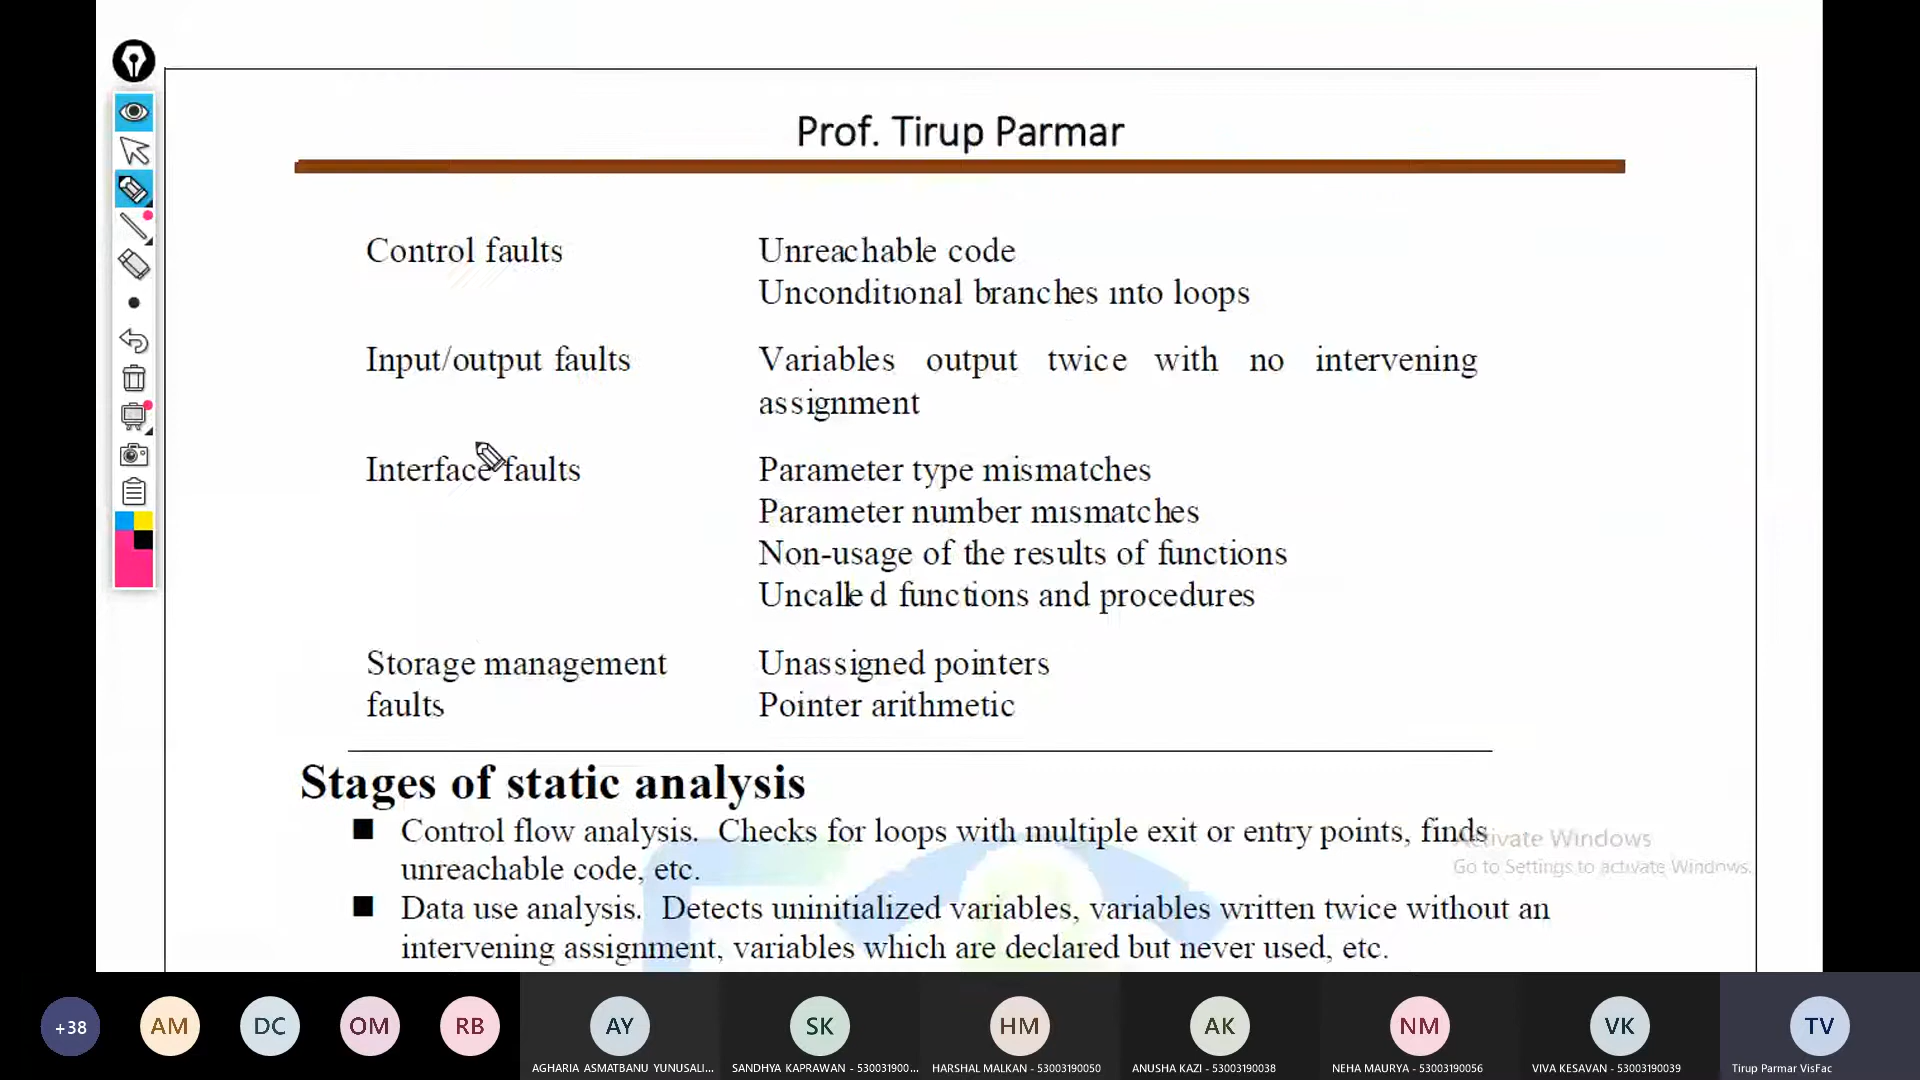 Prof. Tirup Parmar
Control faults
Unreachable code
Unconditional branches into loops
Input/output faults
Variables output twice with no intervening
assignment
Interface faults
Parameter type mismatches
Parameter number mismatches
Non-usage of the results of functions
Uncalled functions and procedures
Storage management
faults
Unassigned pointers
Pointer arithmetic
Stages of static analysis
■ Control flow analysis. Checks for loops with multiple exit or entry points, finds
unreachable code, etc.
Activate Windows
Go to Settings to activate Windows.
■ Data use analysis. Detects uninitialized variables, variables written twice without an
intervening assignment, variables which are declared but never used, etc.
+38
AM
DC
OM
RB
AY
SK
HM
AK
NM
VK
TV
AGHARIA ASMATBANU YUNUSALI...
SANDHYA KAPRAWAN - 530031900...
HARSHAL MALKAN - 53003190050
ANUSHA KAZI - 53003190038
NEHA MAURYA - 53003190056
VIVA KESAVAN - 53003190039
Tirup Parmar VisFac